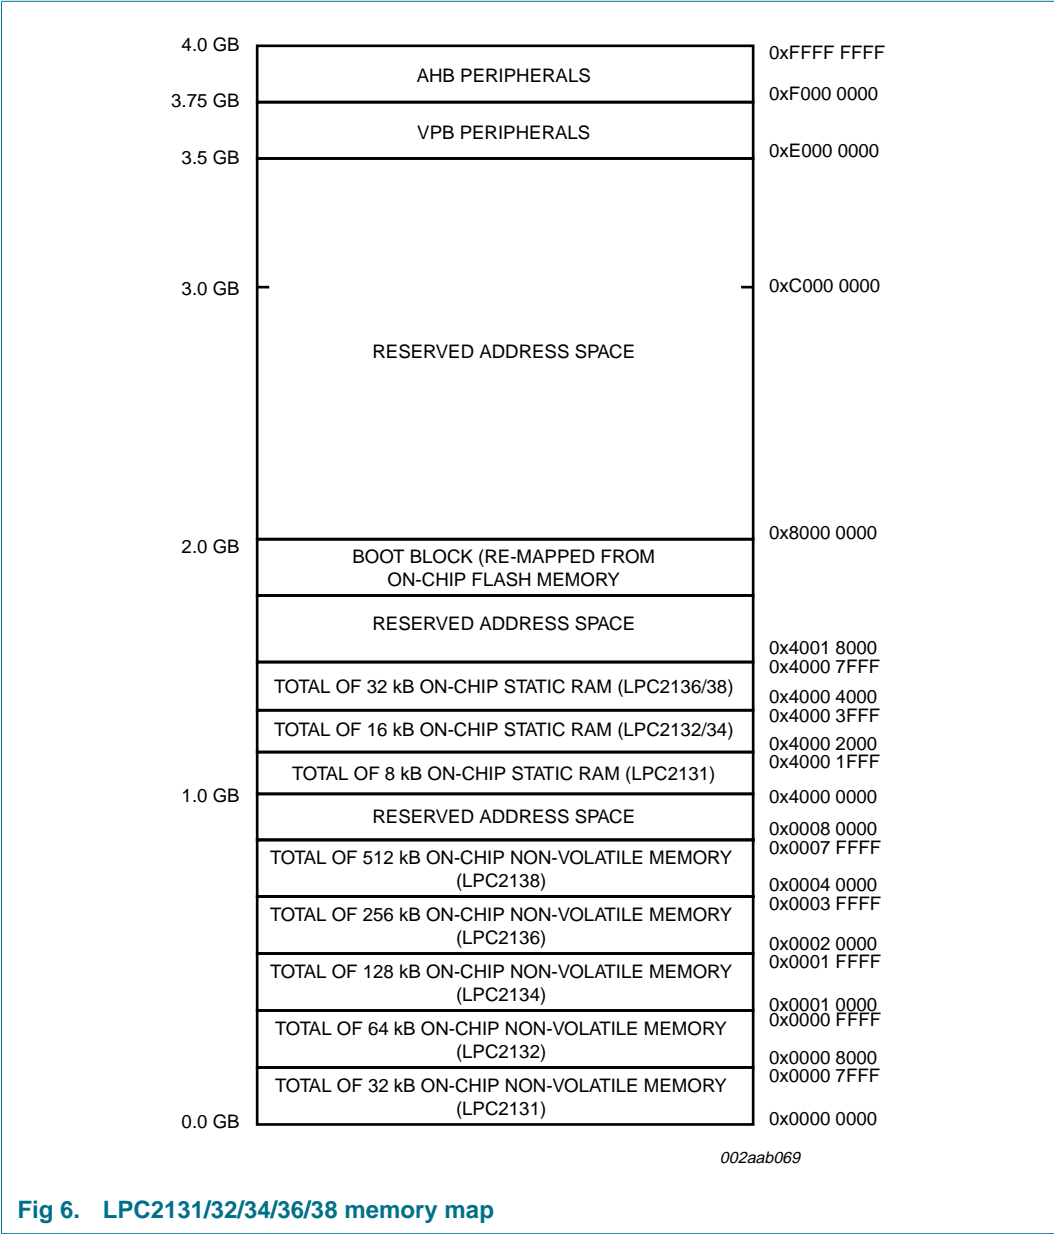 4.0 GB
0xFFFF FFFF
AHB PERIPHERALS
3.75 GB
0xF000 0000
VPB PERIPHERALS
3.5 GB
0xE000 0000
3.0 GB
0xC000 0000
RESERVED ADDRESS SPACE
0x8000 0000
2.0 GB
BOOT BLOCK (RE-MAPPED FROM
ON-CHIP FLASH MEMORY
RESERVED ADDRESS SPACE
0x4001 8000
0x4000 7FFF
TOTAL OF 32 kB ON-CHIP STATIC RAM (LPC2136/38)
0x4000 4000
0x4000 3FFF
TOTAL OF 16 kB ON-CHIP STATIC RAM (LPC2132/34)
0x4000 2000
0x4000 1FFF
TOTAL OF 8 kB ON-CHIP STATIC RAM (LPC2131)
1.0 GB
0x4000 0000
RESERVED ADDRESS SPACE
0x0008 0000
0x0007 FFFF
TOTAL OF 512 kB ON-CHIP NON-VOLATILE MEMORY
(LPC2138)
0x0004 0000
0x0003 FFFF
TOTAL OF 256 kB ON-CHIP NON-VOLATILE MEMORY
(LPC2136)
0x0002 0000
0x0001 FFFF
TOTAL OF 128 kB ON-CHIP NON-VOLATILE MEMORY
(LPC2134)
0x0001 0000
0x0000 FFFF
TOTAL OF 64 kB ON-CHIP NON-VOLATILE MEMORY
(LPC2132)
0x0000 8000
0x0000 7FFF
TOTAL OF 32 kB ON-CHIP NON-VOLATILE MEMORY
(LPC2131)
0.0 GB
0x0000 0000
002aab069
Fig 6. LPC2131/32/34/36/38 memory map